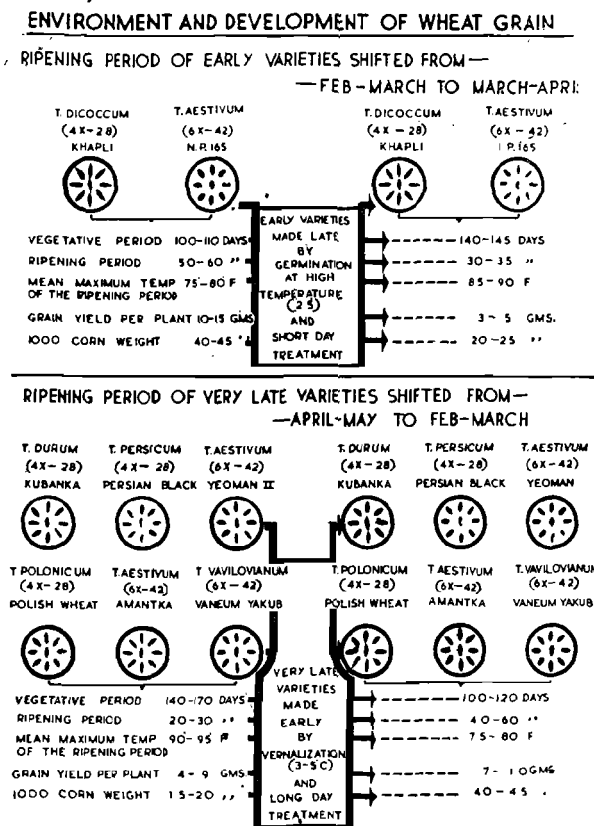 ENVIRONMENT AND DEVELOPMENT OF WHEAT GRAIN
RIPENING PERIOD OF EARLY VARIETIES SHIFTED FROM—
—FEB-MARCH TO MARCH-APRIL
T. DICOCCUM T. AESTIVUM T. DICOCCUM T. AESTIVUM
(4X-28) (6X-42) (4X-28) (6X-42)
KHAPLI N.P.165 KHAPLI I.P.165
EARLY VARIETIES
MADE LATE
BY
GERMINATION
AT HIGH
TEMPERATURE
(25)
AND
SHORT DAY
TREATMENT
VEGETATIVE PERIOD 100-110 DAYS 140-145 DAYS
RIPENING PERIOD 50-60 " 30-35 "
MEAN MAXIMUM TEMP 75-80 F 85-90 F
OF THE RIPENING PERIOD
GRAIN YIELD PER PLANT 10-15 GMS 3-5 GMS.
1000 CORN WEIGHT 40-45 " 20-25 "
RIPENING PERIOD OF VERY LATE VARIETIES SHIFTED FROM—
—APRIL-MAY TO FEB-MARCH
T. DURUM T. PERSICUM T. AESTIVUM T. DURUM T. PERSICUM T. AESTIVUM
(4X-28) (4X-28) (6X-42) (4X-28) (4X-28) (6X-42)
KUBANKA PERSIAN BLACK YEOMAN II KUBANKA PERSIAN BLACK YEOMAN
T POLONICUM T. AESTIVUM T VAVILOVIANUM T. POLONICUM T AESTIVUM T. VAVILOVIANUM
(4X-28) (6X-42) (6X-42) (4X-28) (6X-42) (6X-42)
POLISH WHEAT AMANTKA VANEUM YAKUB POLISH WHEAT AMANTKA VANEUM YAKUB
VERY LATE
VARIETIES
MADE
EARLY
BY
VERNALIZATION
(3-5C)
AND
LONG DAY
TREATMENT
VEGETATIVE PERIOD 140-170 DAYS 100-120 DAYS
RIPENING PERIOD 20-30 " 40-60 "
MEAN MAXIMUM TEMP 90-95 F 75-80 F
OF THE RIPENING PERIOD
GRAIN YIELD PER PLANT 4-9 GMS 7-10 GMS
1000 CORN WEIGHT 15-20 " 40-45 "